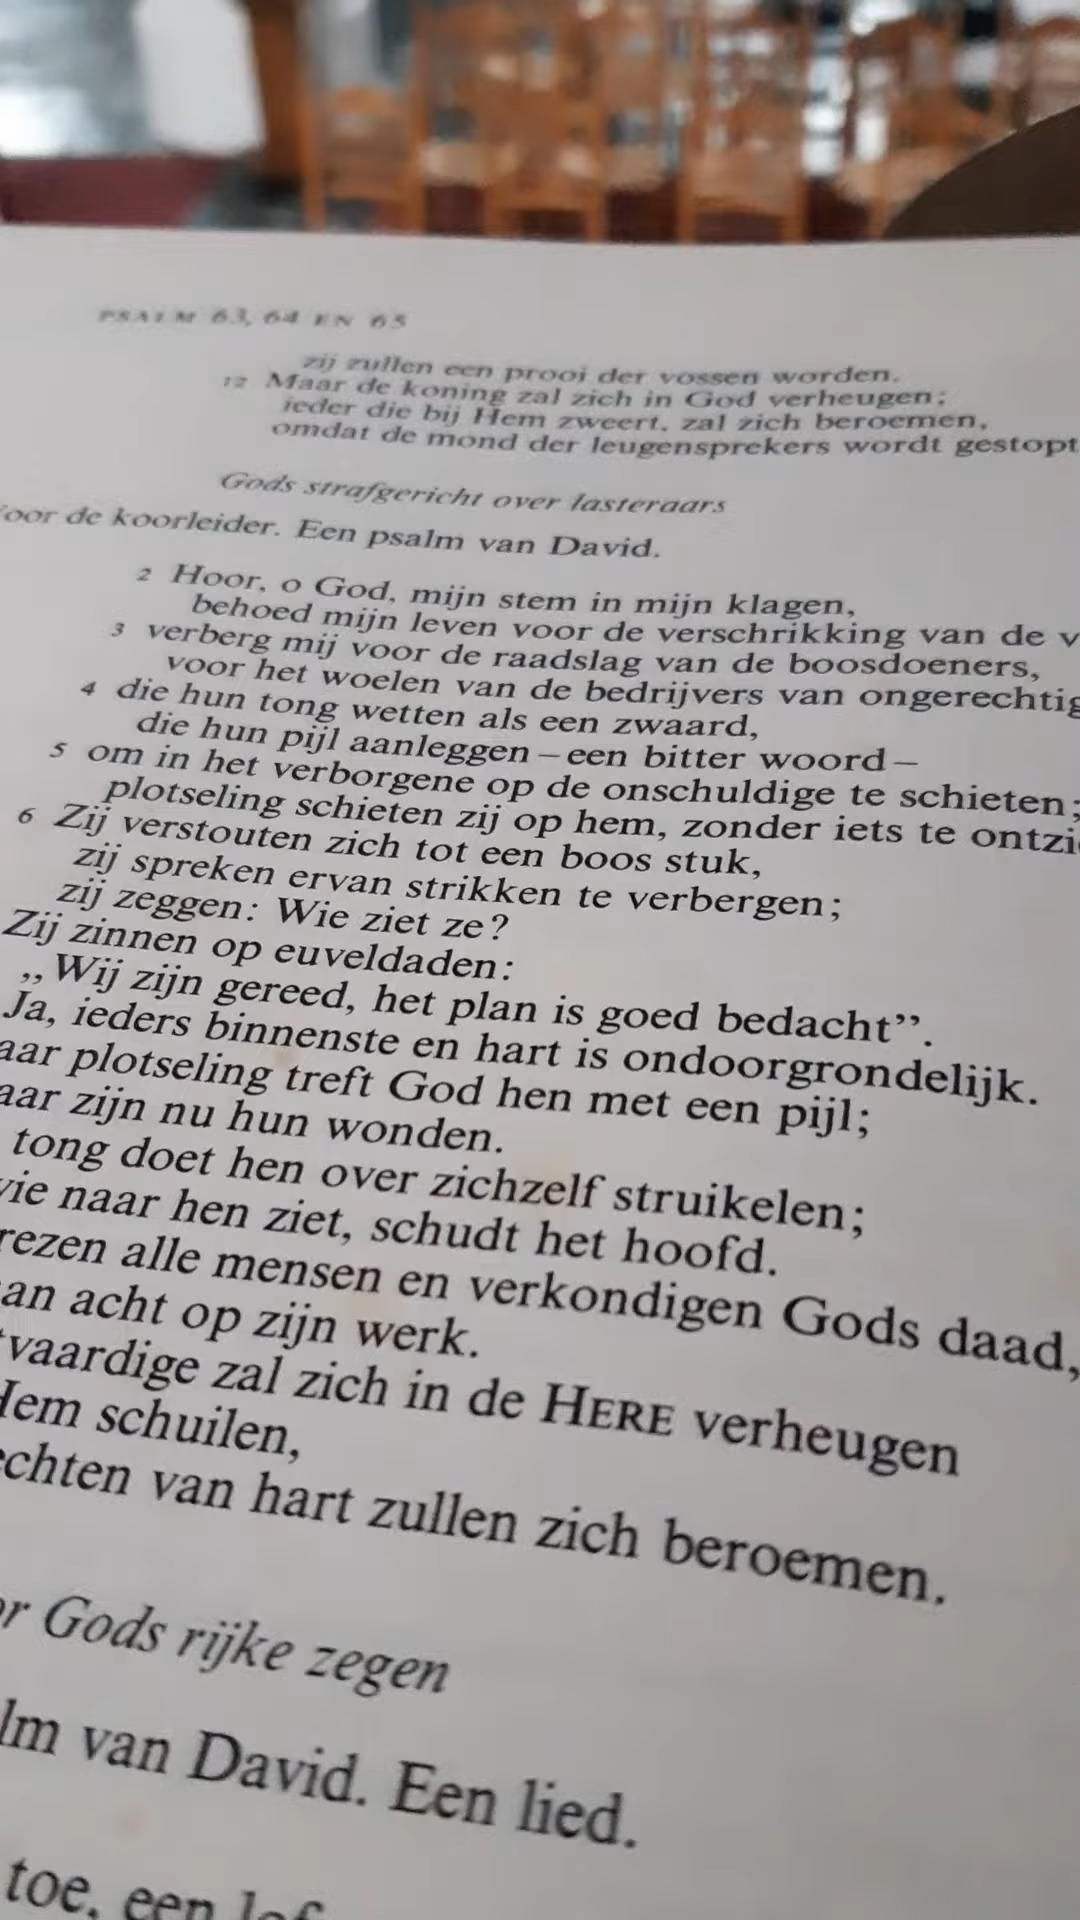 PSALM 63, 64 EN 65
zij zullen een prooi der vossen worden.
12 Maar de koning zal zich in God verheugen;
ieder die bij Hem zweert, zal zich beroemen,
omdat de mond der leugensprekers wordt gestopt
Gods strafgericht over lasteraars
oor de koorleider. Een psalm van David.
2 Hoor, o God, mijn stem in mijn klagen,
behoed mijn leven voor de verschrikking van de v
3 verberg mij voor de raadslag van de boosdoeners,
voor het woelen van de bedrijvers van ongerechtig
4 die hun tong wetten als een zwaard,
die hun pijl aanleggen – een bitter woord –
5 om in het verborgene op de onschuldige te schieten;
plotseling schieten zij op hem, zonder iets te ontzi
6 Zij verstouten zich tot een boos stuk,
zij spreken ervan strikken te verbergen;
zij zeggen: Wie ziet ze?
Zij zinnen op euveldaden:
„Wij zijn gereed, het plan is goed bedacht”.
Ja, ieders binnenste en hart is ondoorgrondelijk.
aar plotseling treft God hen met een pijl;
aar zijn nu hun wonden.
tong doet hen over zichzelf struikelen;
wie naar hen ziet, schudt het hoofd.
rezen alle mensen en verkondigen Gods daad,
an acht op zijn werk.
tvaardige zal zich in de HERE verheugen
Hem schuilen,
echten van hart zullen zich beroemen.
or Gods rijke zegen
lm van David. Een lied.
toe, een lof